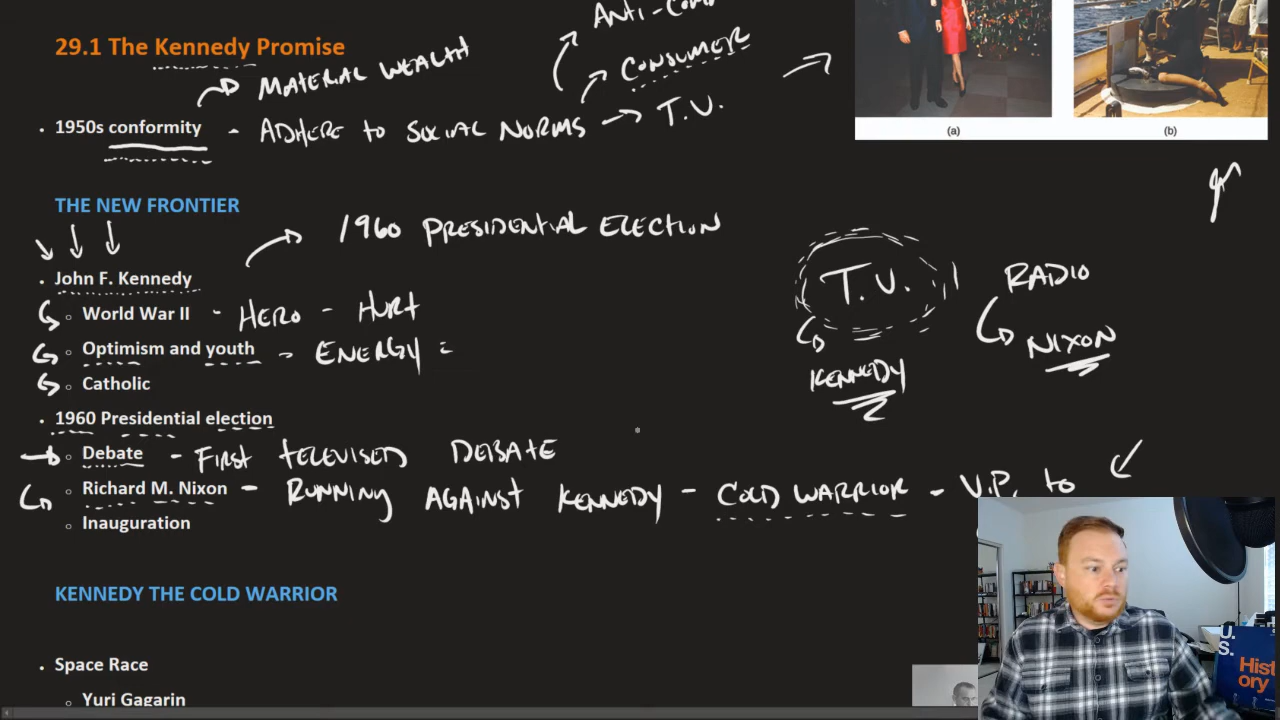 ANTI-COM
29.1 The Kennedy Promise
MATERIAL WEALTH
CONSUMER
1950s conformity - ADHERE to SOCIAL NORMS → T.V.
(a)
(b)
THE NEW FRONTIER
1960 PRESIDENTIAL ELECTION
John F. Kennedy
T.V.
RADIO
World War II - HERO - HURT
NIXON
Optimism and youth - ENERGY =
KENNEDY
Catholic
1960 Presidential election
Debate - FIRST TELEVISED DEBATE
Richard M. Nixon - RUNNING AGAINST KENNEDY - COLD WARRIOR - V.P. to
Inauguration
KENNEDY THE COLD WARRIOR
U.S. History
Space Race
Yuri Gagarin